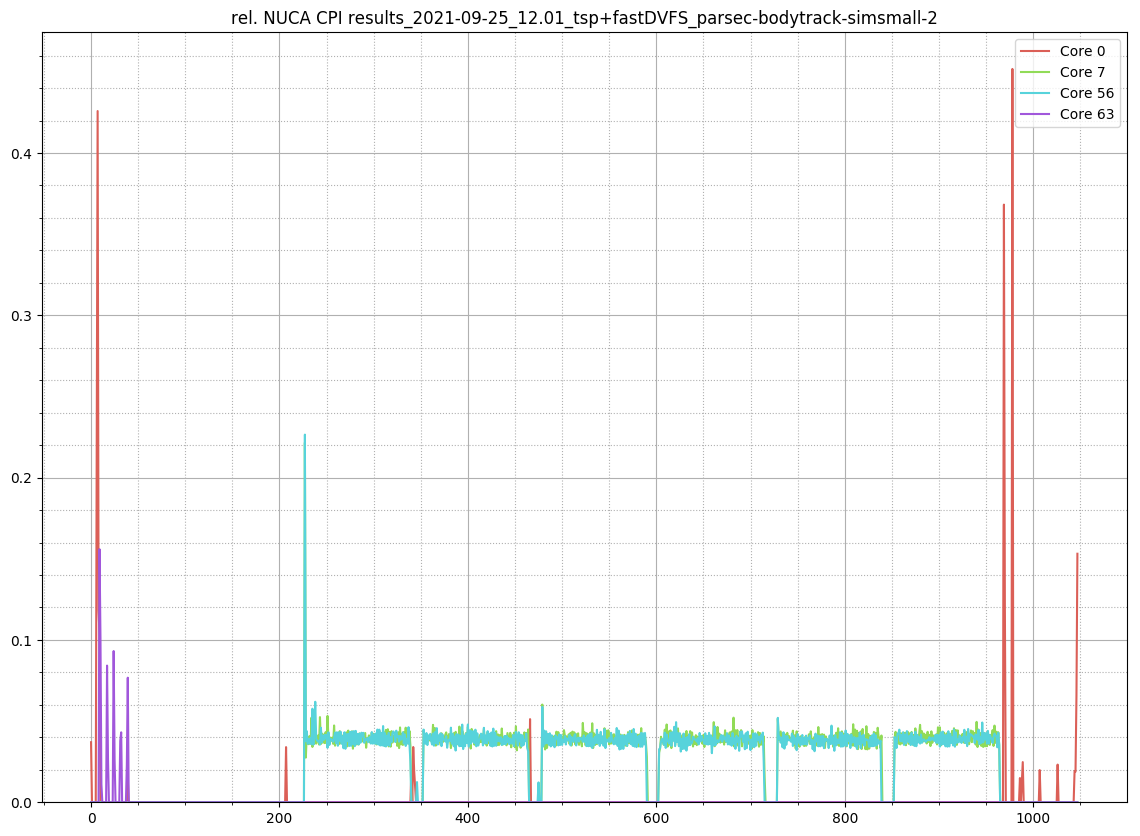 rel. NUCA CPI results_2021-09-25_12.01_tsp+fastDVFS_parsec-bodytrack-simsmall-2
Core 0
Core 7
Core 56
Core 63
0.4
0.3
0.2
0.1
0.0
0 200 400 600 800 1000